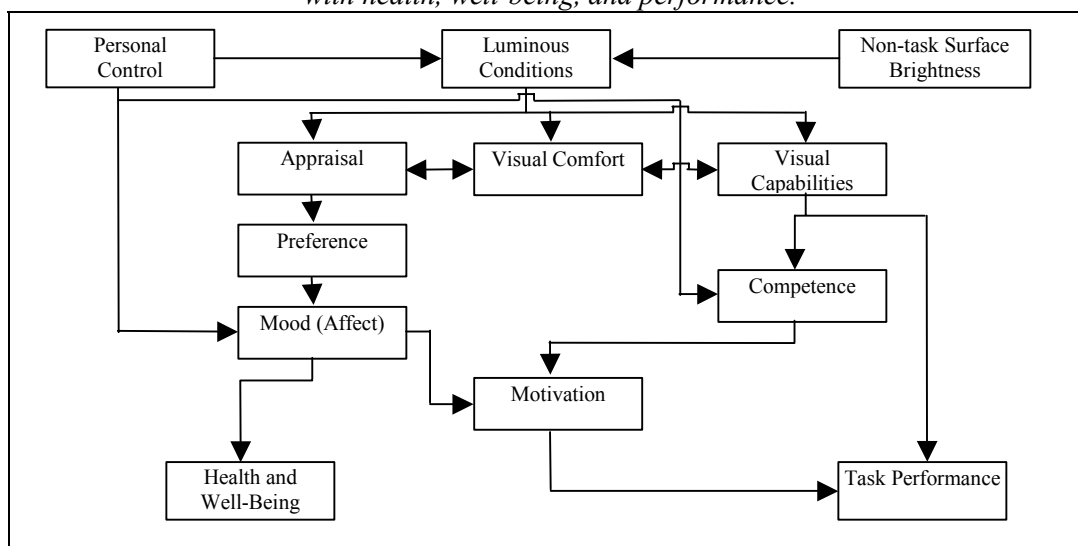 with health, well-being, and performance.
Personal
Control
Luminous
Conditions
Non-task Surface
Brightness
Appraisal
Visual Comfort
Visual
Capabilities
Preference
Competence
Mood (Affect)
Motivation
Health and
Well-Being
Task Performance